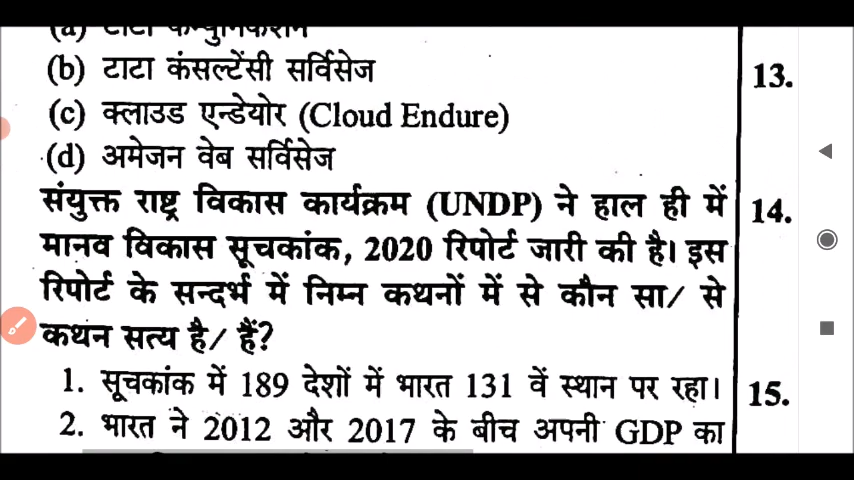 (b) टाटा कंसल्टेंसी सर्विसेज
13.
(c) क्लाउड एन्डेयोर (Cloud Endure)
(d) अमेजन वेब सर्विसेज
संयुक्त राष्ट्र विकास कार्यक्रम (UNDP) ने हाल ही में
14.
मानव विकास सूचकांक, 2020 रिपोर्ट जारी की है। इस
रिपोर्ट के सन्दर्भ में निम्न कथनों में से कौन सा/ से
कथन सत्य है/ हैं?
1. सूचकांक में 189 देशों में भारत 131 वें स्थान पर रहा।
15.
2. भारत ने 2012 और 2017 के बीच अपनी GDP का